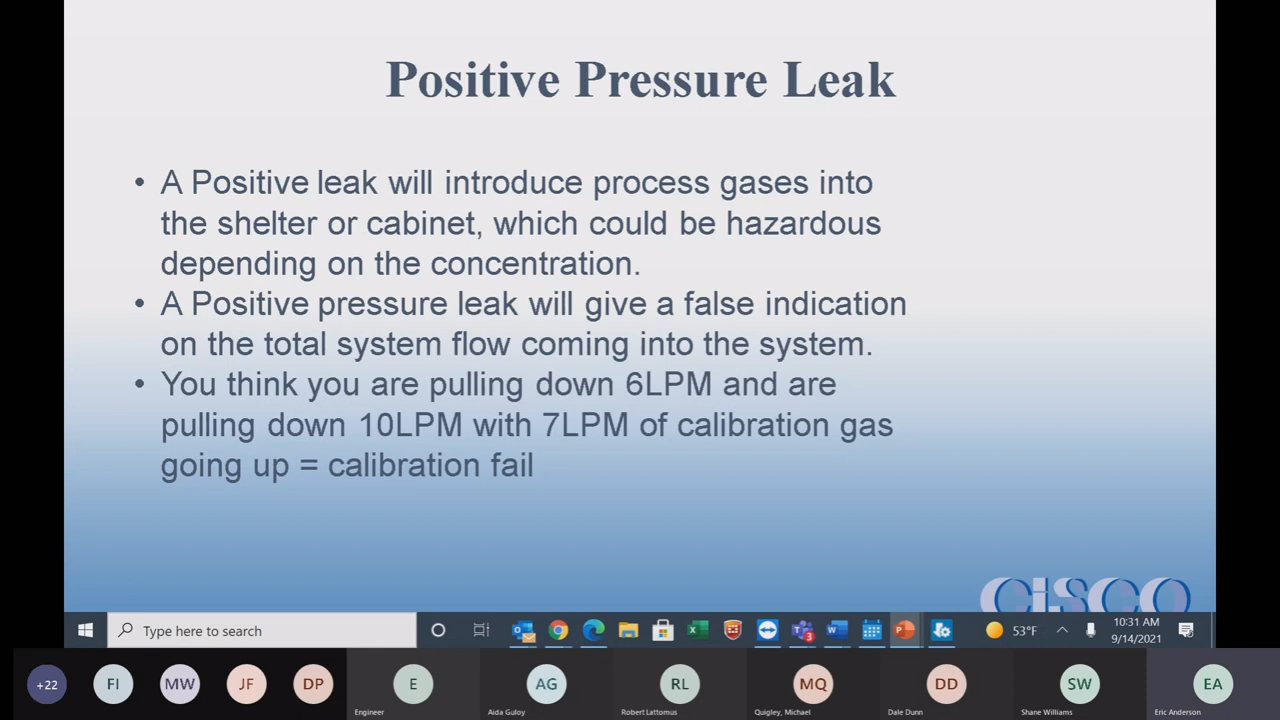 Positive Pressure Leak
• A Positive leak will introduce process gases into
the shelter or cabinet, which could be hazardous
depending on the concentration.
• A Positive pressure leak will give a false indication
on the total system flow coming into the system.
• You think you are pulling down 6LPM and are
pulling down 10LPM with 7LPM of calibration gas
going up = calibration fail
CiSCO
Type here to search
3
53°F
10:31 AM
9/14/2021
+22
FI
MW
JF
DP
E
Engineer
AG
Aida Guloy
RL
Robert Lattomus
MQ
Quigley, Michael
DD
Dale Dunn
SW
Shane Williams
EA
Eric Anderson